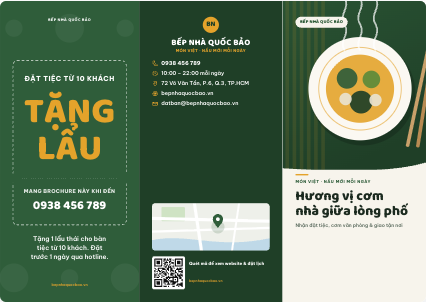 BẾP NHÀ QUỐC BẢO
ĐẶT TIỆC TỪ 10 KHÁCH
TẶNG
LẨU
MANG BROCHURE NÀY KHI ĐẾN
0938 456 789
Tặng 1 lẩu thái cho bàn
tiệc từ 10 khách. Đặt
trước 1 ngày qua hotline.
bepnhaquocbao.vn
BN
BẾP NHÀ QUỐC BẢO
MÓN VIỆT · NẤU MỚI MỖI NGÀY
0938 456 789
10:00 – 22:00 mỗi ngày
72 Võ Văn Tần, P.6, Q.3, TP.HCM
bepnhaquocbao.vn
datban@bepnhaquocbao.vn
Quét mã để xem website & đặt lịch
bepnhaquocbao.vn
BẾP NHÀ QUỐC BẢO
MÓN VIỆT · NẤU MỚI MỖI NGÀY
Hương vị cơm
nhà giữa lòng phố
Nhận đặt tiệc, cơm văn phòng & giao tận nơi